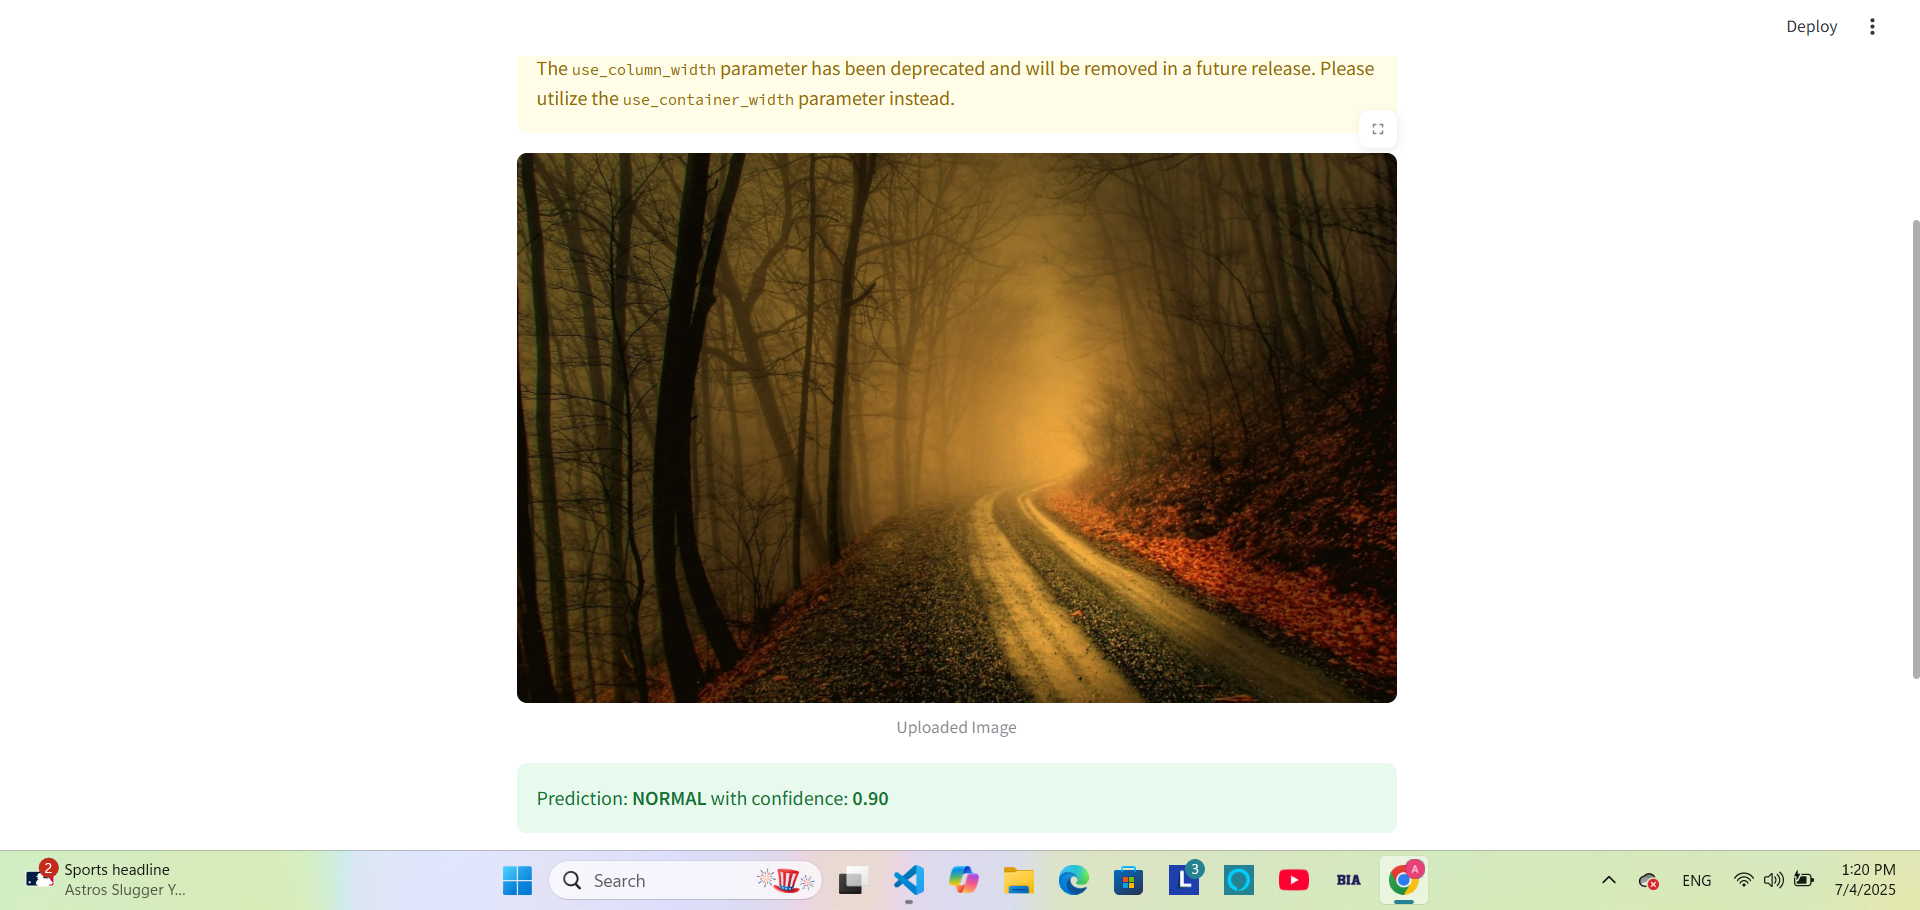 Deploy
The use_column_width parameter has been deprecated and will be removed in a future release. Please
utilize the use_container_width parameter instead.
Uploaded Image
Prediction: NORMAL with confidence: 0.90
2
Sports headline
Astros Slugger Y...
Search
L
3
BIA
A
ENG
1:20 PM
7/4/2025